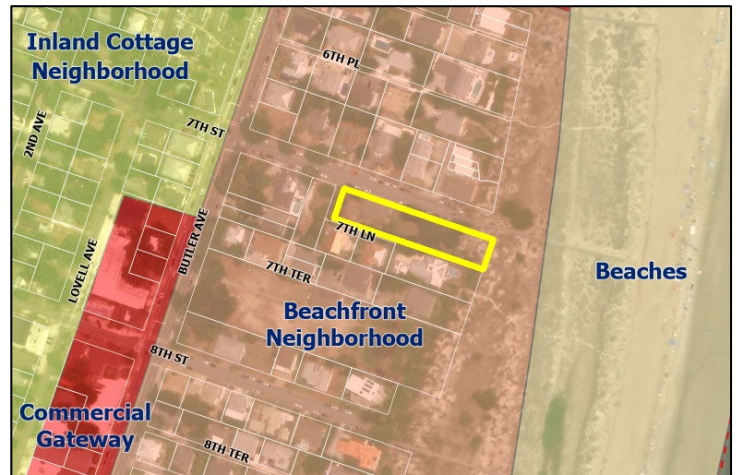 Inland Cottage
Neighborhood
6TH PL
2ND AVE
7TH ST
BUTLER AVE
LOVELL AVE
7TH LN
7TH TER
Beaches
Beachfront
Neighborhood
8TH ST
Commercial
Gateway
8TH TER